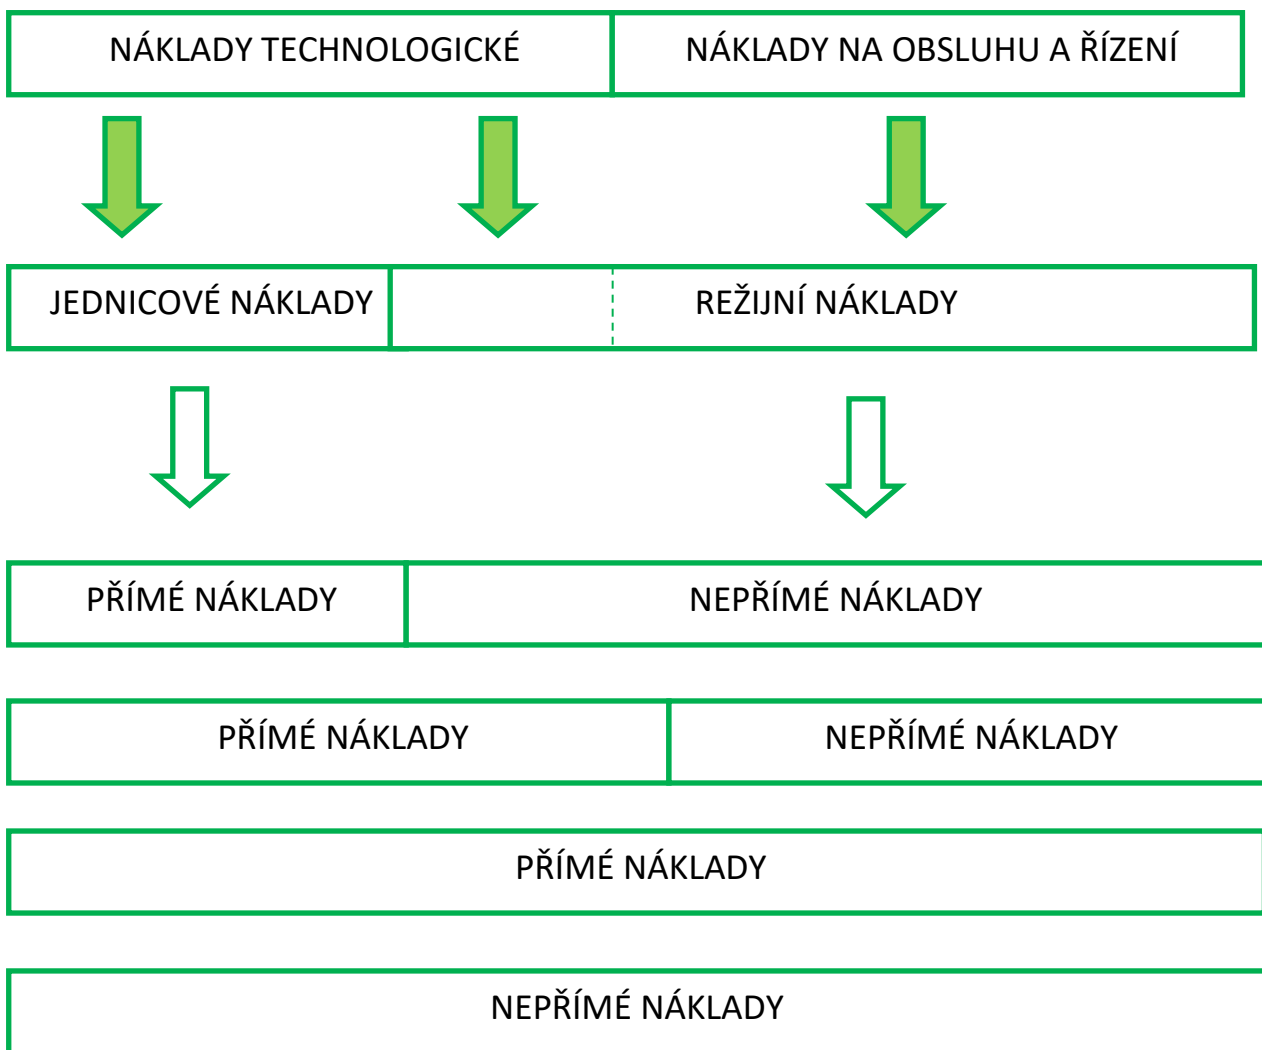 NÁKLADY TECHNOLOGICKÉ
NÁKLADY NA OBSLUHU A ŘÍZENÍ
JEDNICOVÉ NÁKLADY
REŽIJNÍ NÁKLADY
PŘÍMÉ NÁKLADY
NEPŘÍMÉ NÁKLADY
PŘÍMÉ NÁKLADY
NEPŘÍMÉ NÁKLADY
PŘÍMÉ NÁKLADY
NEPŘÍMÉ NÁKLADY